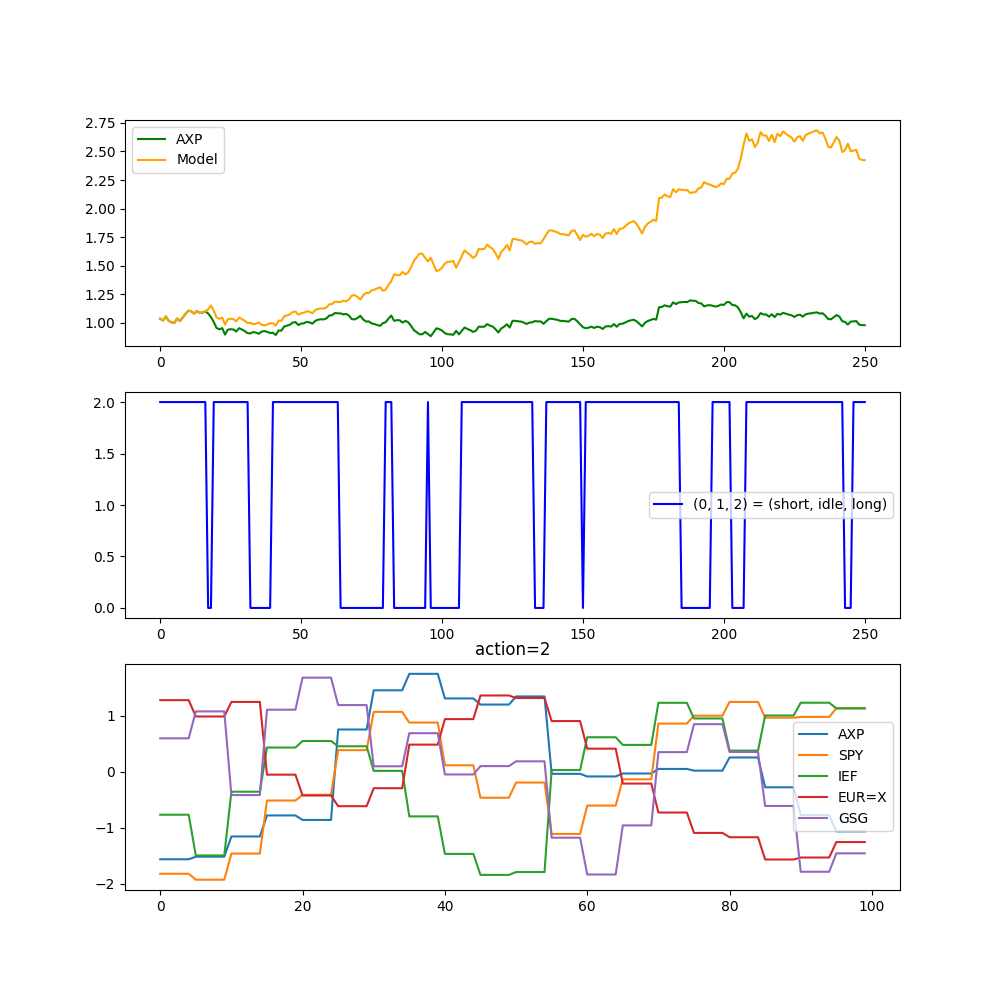 2.75
2.50
2.25
2.00
1.75
1.50
1.25
1.00
AXP
Model
0 50 100 150 200 250
2.0
1.5
1.0
0.5
0.0
(0, 1, 2) = (short, idle, long)
0 50 100 150 200 250
action=2
1
0
−1
−2
AXP
SPY
IEF
EUR=X
GSG
0 20 40 60 80 100